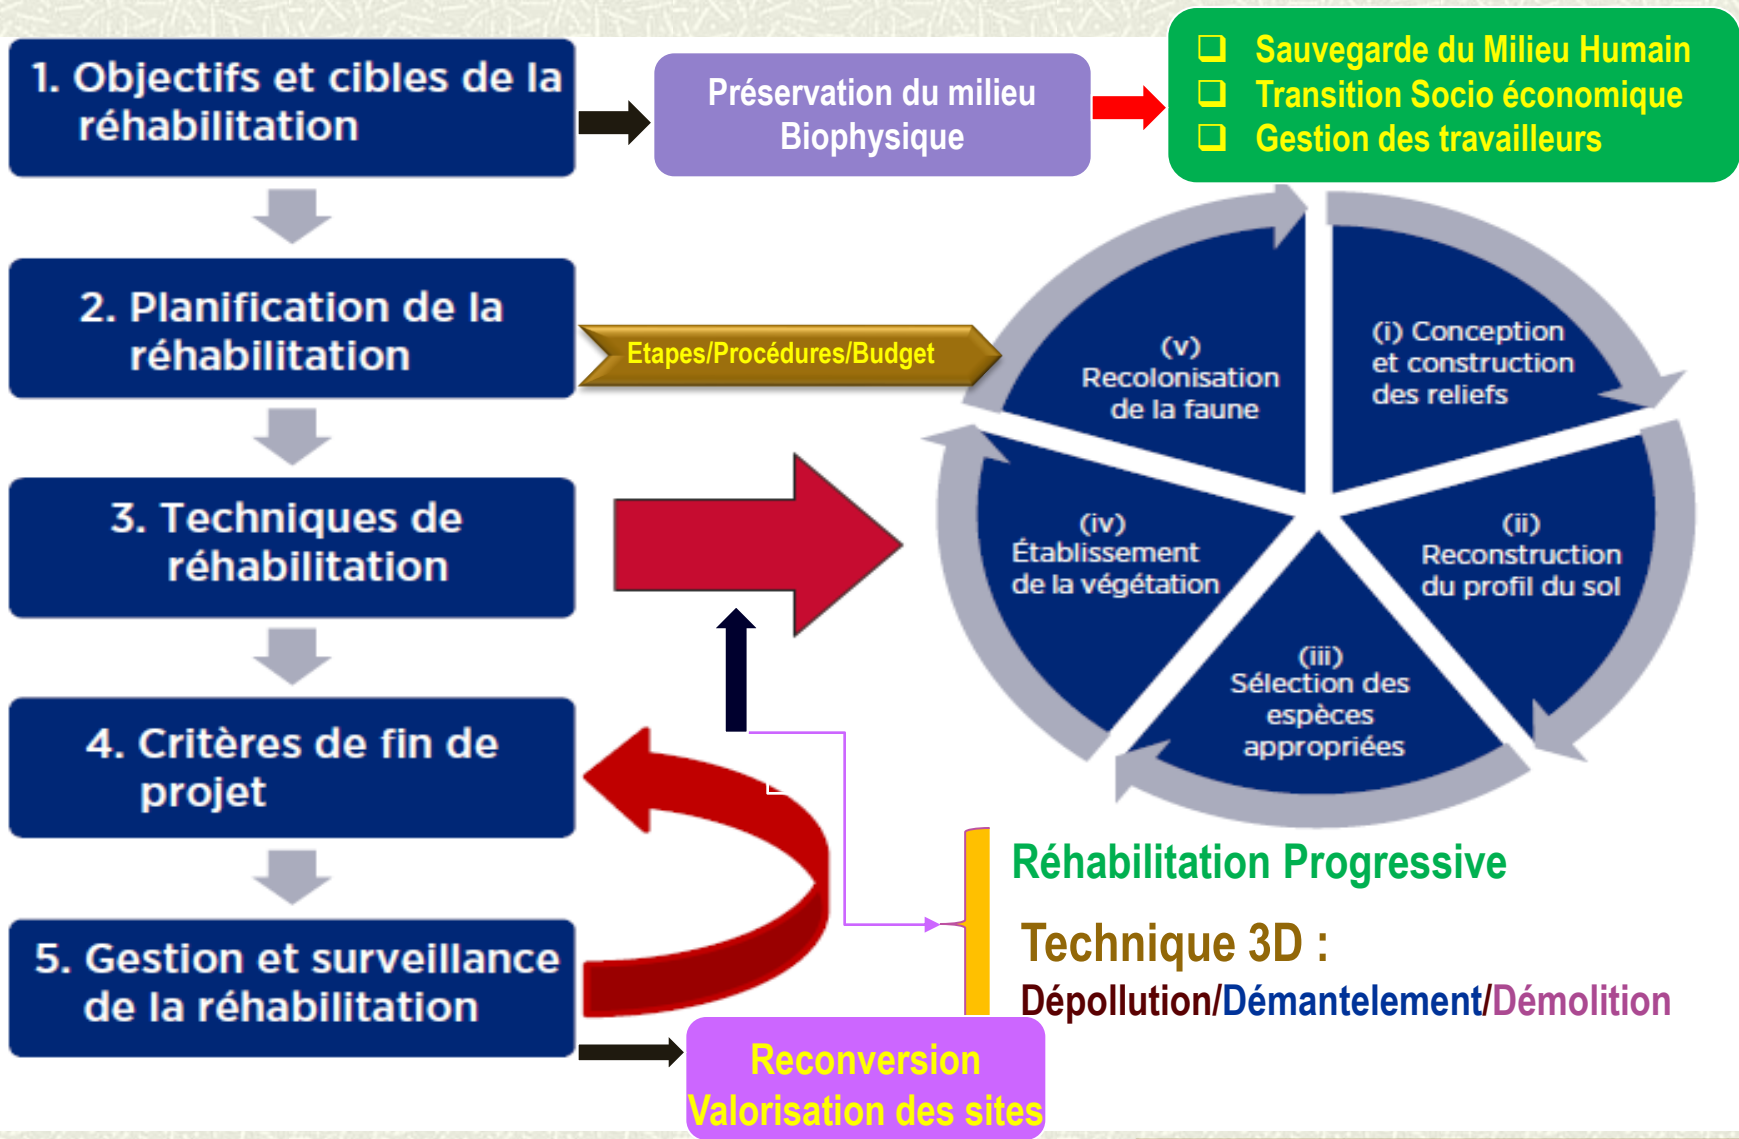 1. Objectifs et cibles de la
réhabilitation
Préservation du milieu
Biophysique
Sauvegarde du Milieu Humain
Transition Socio économique
Gestion des travailleurs
2. Planification de la
réhabilitation
Etapes/Procédures/Budget
3. Techniques de
réhabilitation
4. Critères de fin de
projet
5. Gestion et surveillance
de la réhabilitation
(i) Conception
et construction
des reliefs
(ii)
Reconstruction
du profil du sol
(iii)
Sélection des
espèces
appropriées
(iv)
Établissement
de la végétation
(v)
Recolonisation
de la faune
Réhabilitation Progressive
Technique 3D :
Dépollution/Démantelement/Démolition
Reconversion
Valorisation des sites